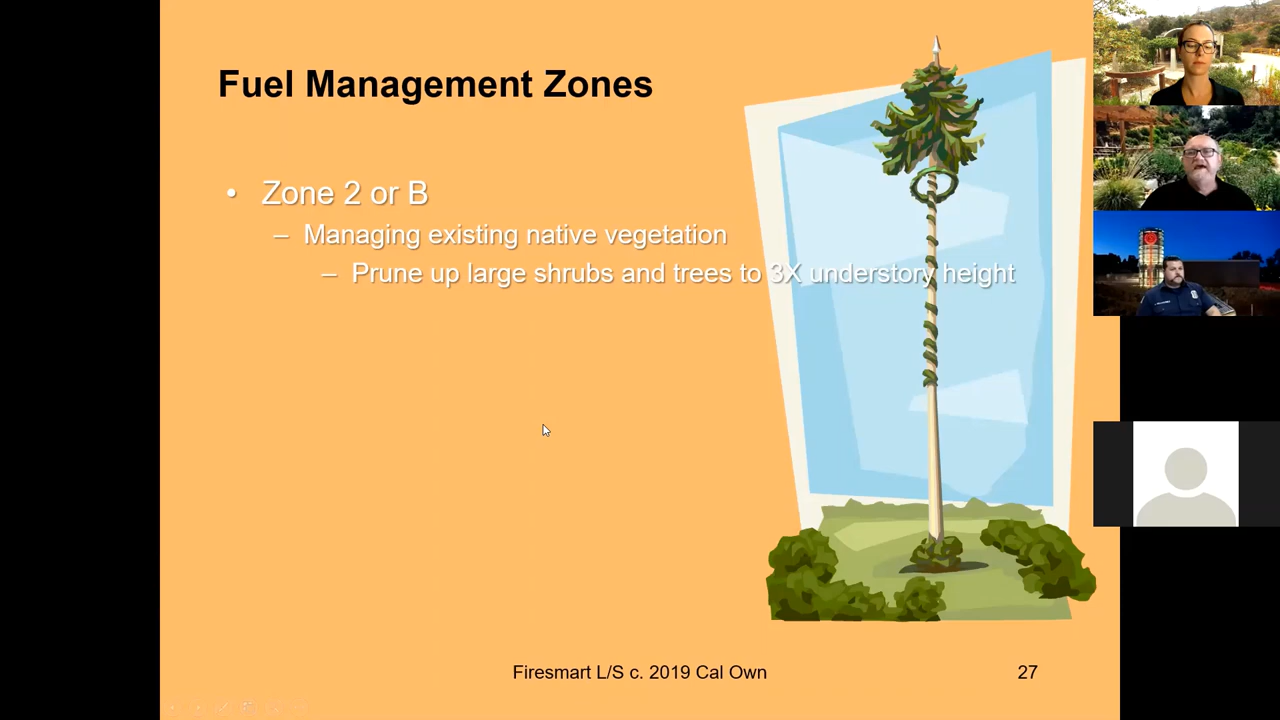 Fuel Management Zones
• Zone 2 or B
– Managing existing native vegetation
– Prune up large shrubs and trees to 3X understory height
Firesmart L/S c. 2019 Cal Own
27